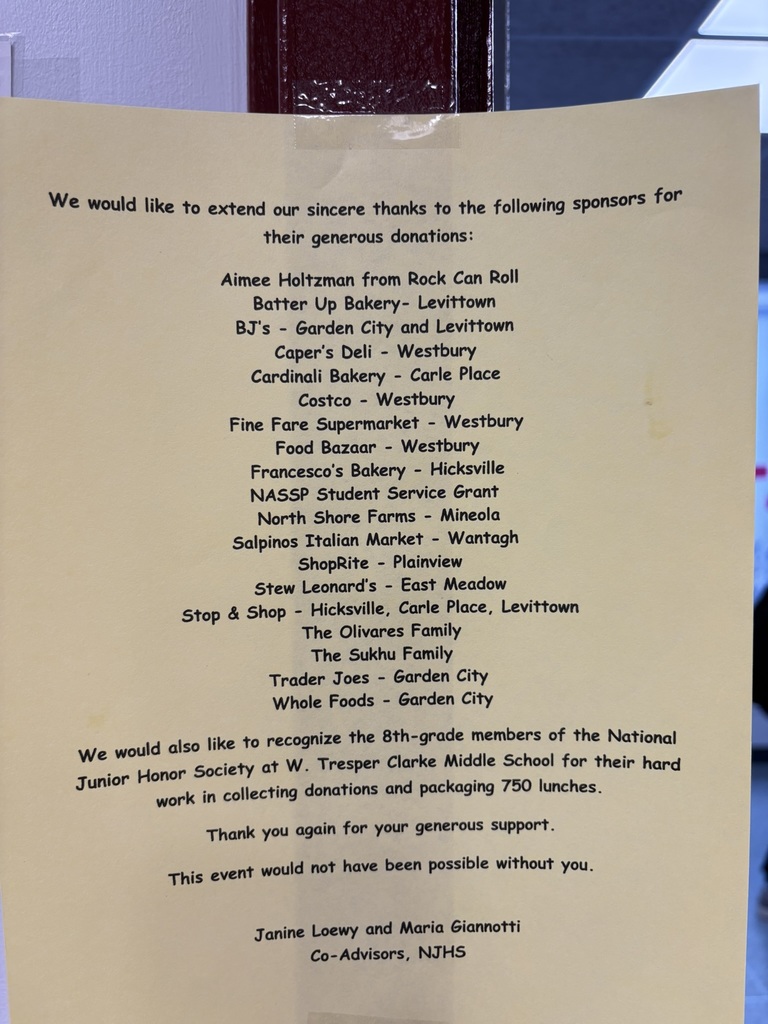 We would like to extend our sincere thanks to the following sponsors for
their generous donations:
Aimee Holtzman from Rock Can Roll
Batter Up Bakery- Levittown
BJ's - Garden City and Levittown
Caper's Deli - Westbury
Cardinali Bakery - Carle Place
Costco - Westbury
Fine Fare Supermarket - Westbury
Food Bazaar - Westbury
Francesco's Bakery - Hicksville
NASSP Student Service Grant
North Shore Farms - Mineola
Salpinos Italian Market - Wantagh
ShopRite - Plainview
Stew Leonard's - East Meadow
Stop & Shop - Hicksville, Carle Place, Levittown
The Olivares Family
The Sukhu Family
Trader Joes - Garden City
Whole Foods - Garden City
We would also like to recognize the 8th-grade members of the National
Junior Honor Society at W. Tresper Clarke Middle School for their hard
work in collecting donations and packaging 750 lunches.
Thank you again for your generous support.
This event would not have been possible without you.
Janine Loewy and Maria Giannotti
Co-Advisors, NJHS